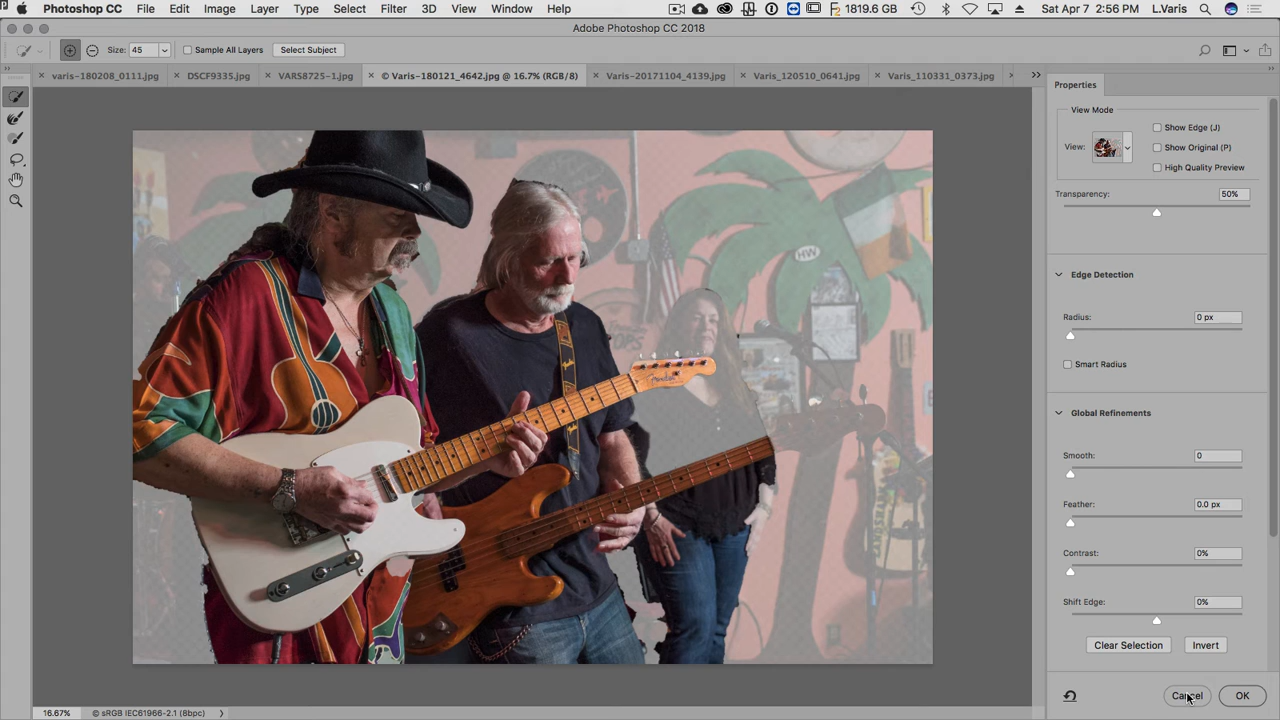 Photoshop CC File Edit Image Layer Type Select Filter 3D View Window Help 1819.6 GB Sat Apr 7 2:56 PM L.Varis
Adobe Photoshop CC 2018
Size: 45 Sample All Layers Select Subject
× varis-180208_0111.jpg × DSCF9335.jpg × VARS8725-1.jpg × © Varis-180121_4642.jpg @ 16.7% (RGB/8) × Varis-20171104_4139.jpg × Varis_120510_0641.jpg × Varis_110331_0373.jpg
Properties
View Mode
View:
Show Edge (J)
Show Original (P)
High Quality Preview
Transparency: 50%
Edge Detection
Radius: 0 px
Smart Radius
Global Refinements
Smooth: 0
Feather: 0.0 px
Contrast: 0%
Shift Edge: 0%
Clear Selection Invert
Cancel OK
HW
Fender
16.67% © sRGB IEC61966-2.1 (8bpc)